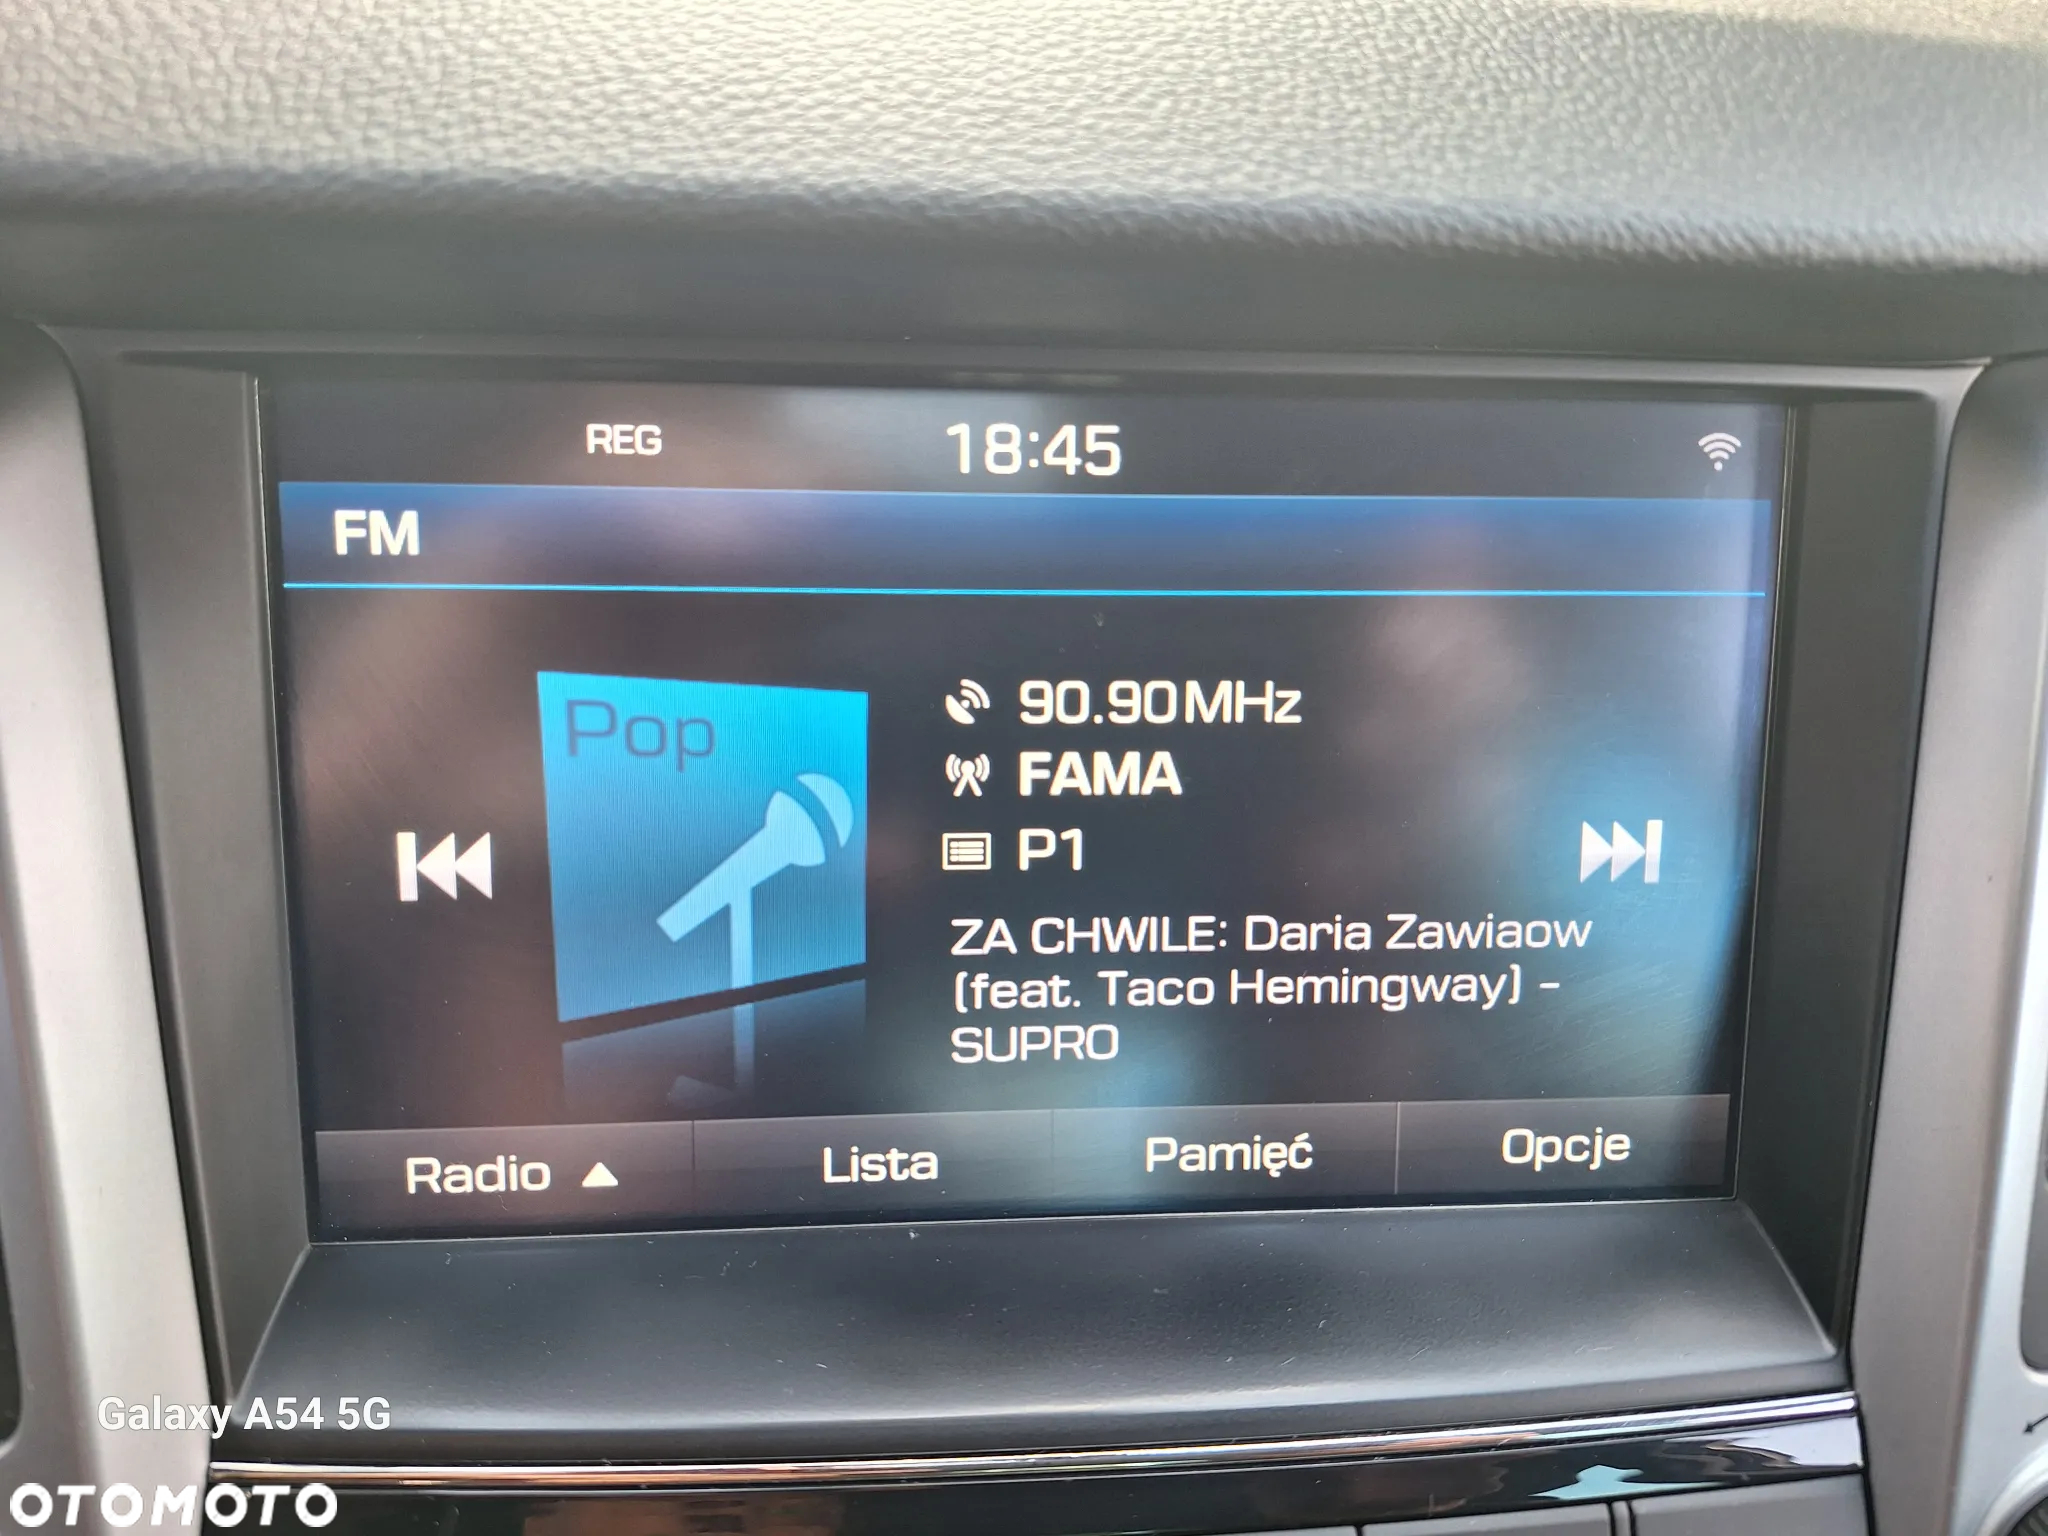 REG 18:45
FM
Pop
90.90MHz
FAMA
P1
ZA CHWILE: Daria Zawiaow
(feat. Taco Hemingway) -
SUPRO
Radio Lista Pamięć Opcje
Galaxy A54 5G
OTOMOTO